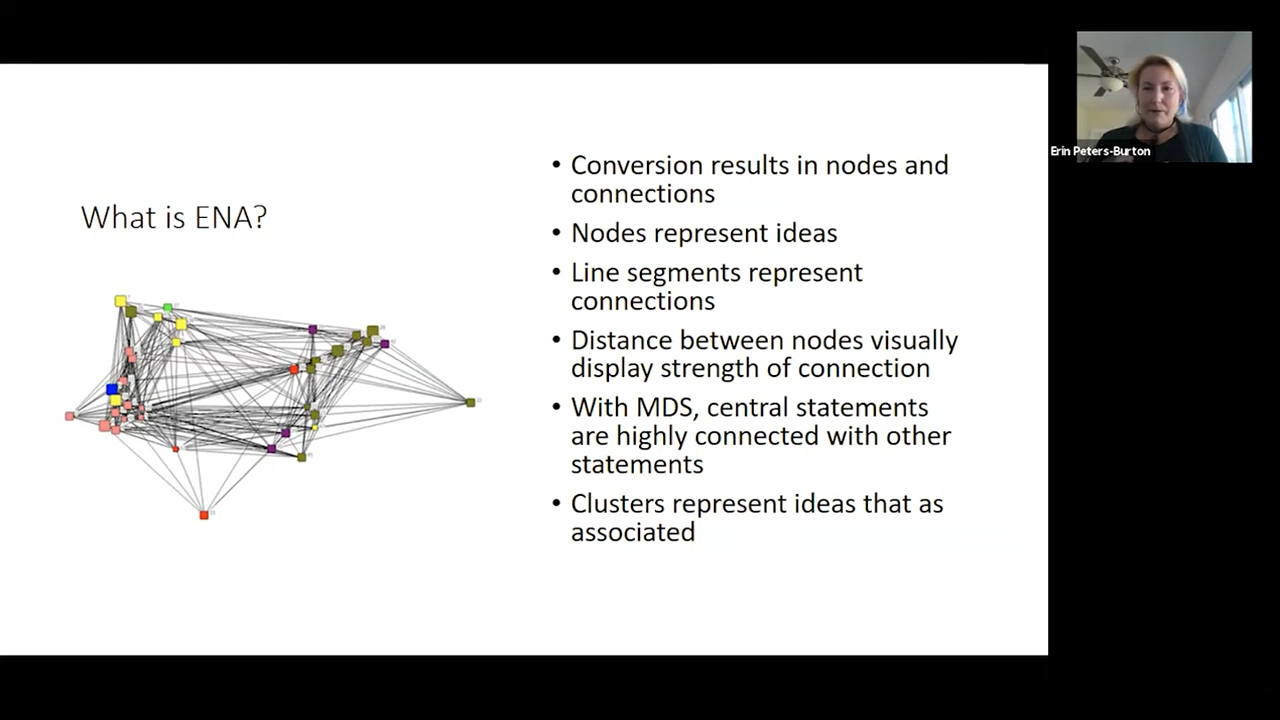 What is ENA?
• Conversion results in nodes and
connections
• Nodes represent ideas
• Line segments represent
connections
• Distance between nodes visually
display strength of connection
• With MDS, central statements
are highly connected with other
statements
• Clusters represent ideas that as
associated
Erin Peters-Burton